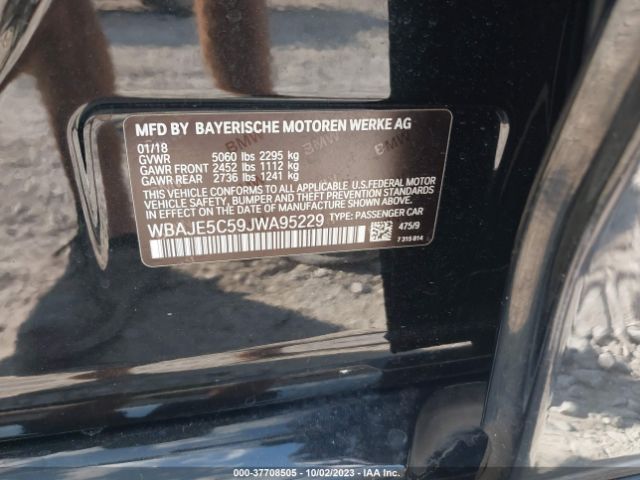 MFD BY BAYERISCHE MOTOREN WERKE AG
01/18
GVWR 5060 lbs 2295 kg
GAWR FRONT 2452 lbs 1112 kg
GAWR REAR 2736 lbs 1241 kg
THIS VEHICLE CONFORMS TO ALL APPLICABLE U.S.FEDERAL MOTOR
VEHICLE SAFETY, BUMPER AND THEFT PREVENTION STANDARDS
IN EFFECT ON THE DATE OF MANUFACTURE SHOWN ABOVE.
WBAJE5C59JWA95229 TYPE: PASSENGER CAR
475/9
7 315 814
000-37708505 - 10/02/2023 - IAA Inc.